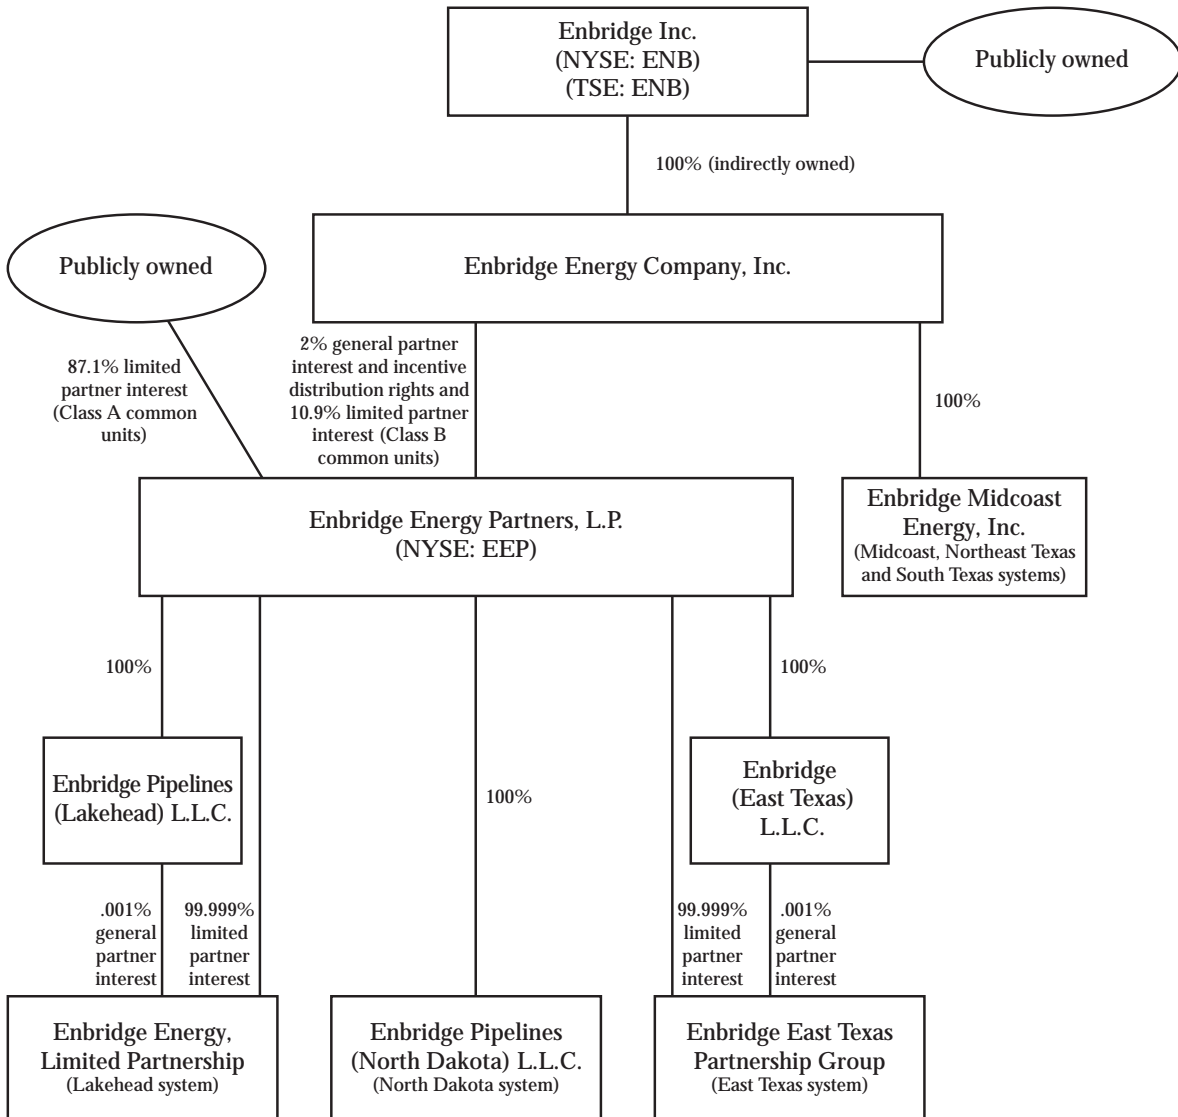 Enbridge Inc.
(NYSE: ENB)
(TSE: ENB)
Publicly owned
100% (indirectly owned)
Publicly owned
Enbridge Energy Company, Inc.
87.1% limited
partner interest
(Class A common
units)
2% general partner
interest and incentive
distribution rights and
10.9% limited partner
interest (Class B
common units)
100%
Enbridge Energy Partners, L.P.
(NYSE: EEP)
Enbridge Midcoast
Energy, Inc.
(Midcoast, Northeast Texas
and South Texas systems)
100%
100%
Enbridge Pipelines
(Lakehead) L.L.C.
100%
Enbridge
(East Texas)
L.L.C.
.001%
general
partner
interest
99.999%
limited
partner
interest
99.999%
limited
partner
interest
.001%
general
partner
interest
Enbridge Energy,
Limited Partnership
(Lakehead system)
Enbridge Pipelines
(North Dakota) L.L.C.
(North Dakota system)
Enbridge East Texas
Partnership Group
(East Texas system)